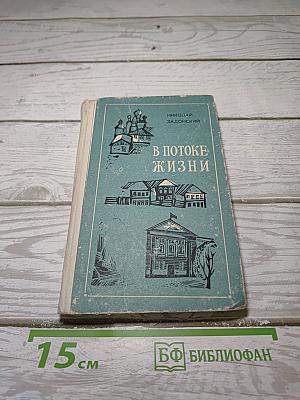 НИКОЛАЙ
ЗАДОНСКИЙ
В ПОТОКЕ
ЖИЗНИ
15 см
БФ БИБЛИОФАН